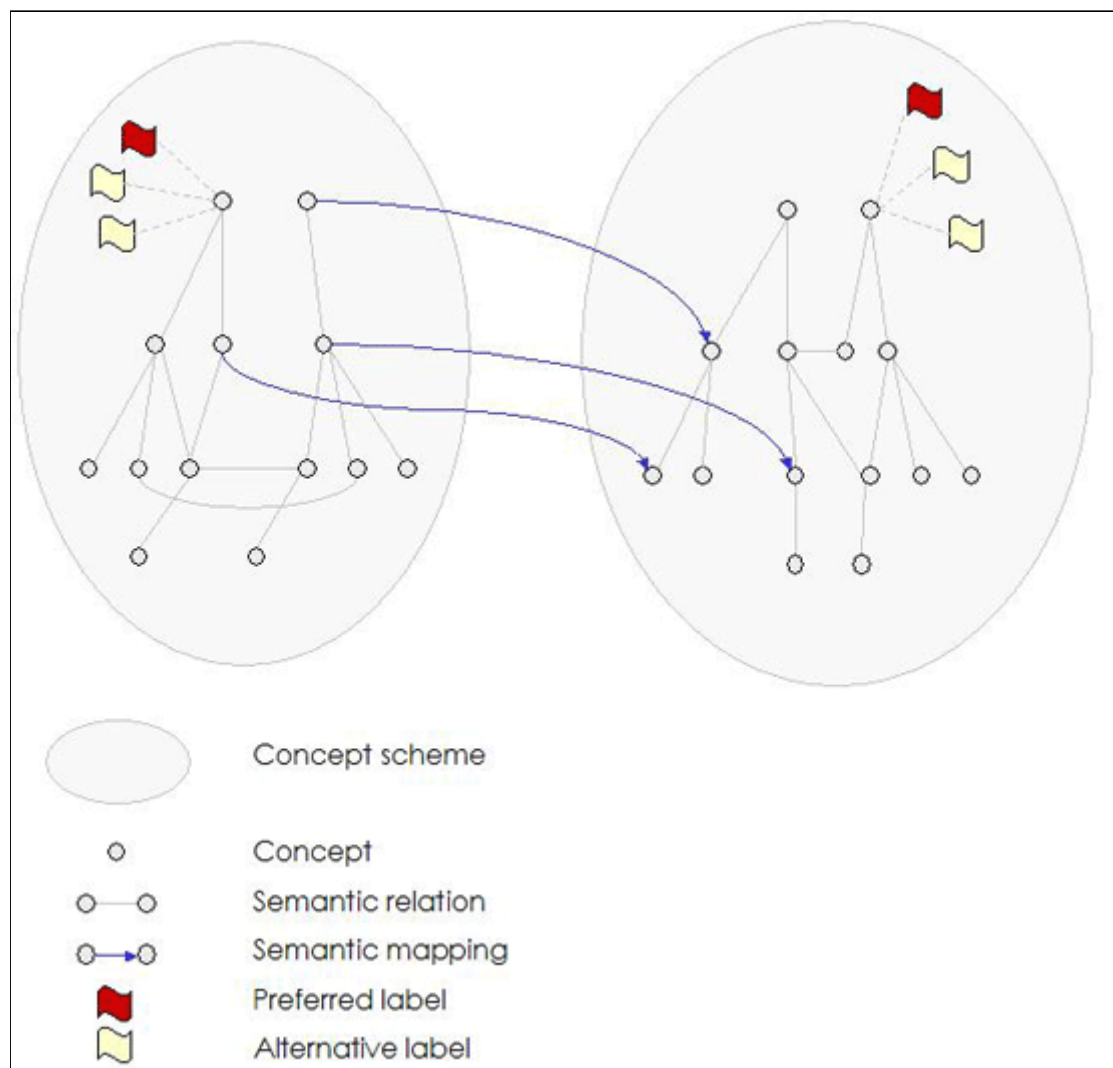 Concept scheme
Concept
Semantic relation
Semantic mapping
Preferred label
Alternative label